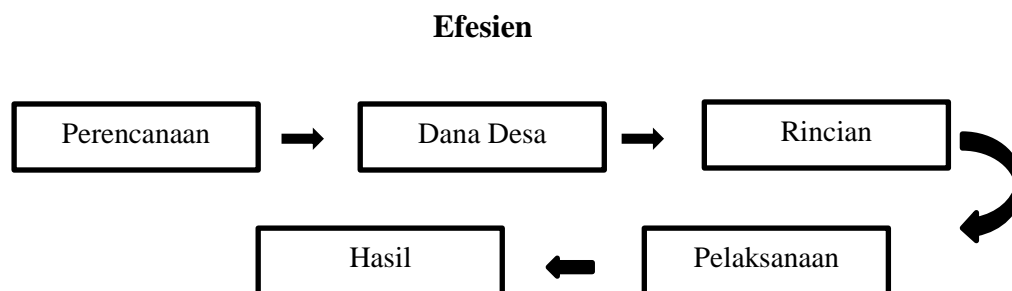 Efesien
Perencanaan
Dana Desa
Rincian
Pelaksanaan
Hasil